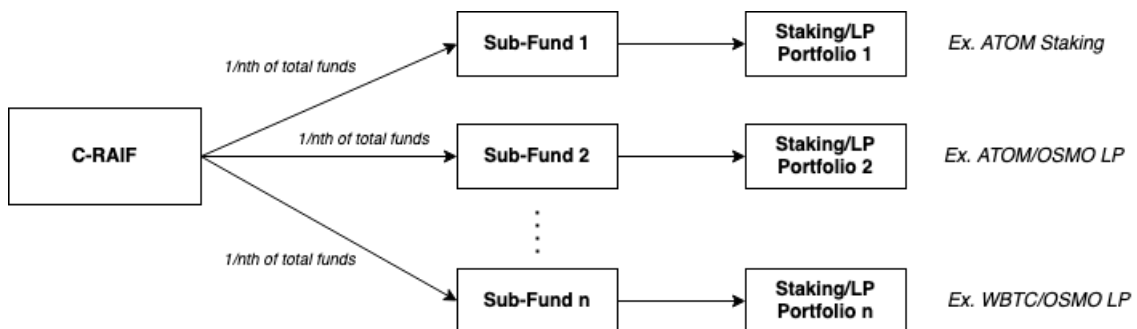 Sub-Fund 1
Staking/LP
Portfolio 1
Ex. ATOM Staking
1/nth of total funds
C-RAIF
1/nth of total funds
Sub-Fund 2
Staking/LP
Portfolio 2
Ex. ATOM/OSMO LP
1/nth of total funds
Sub-Fund n
Staking/LP
Portfolio n
Ex. WBTC/OSMO LP